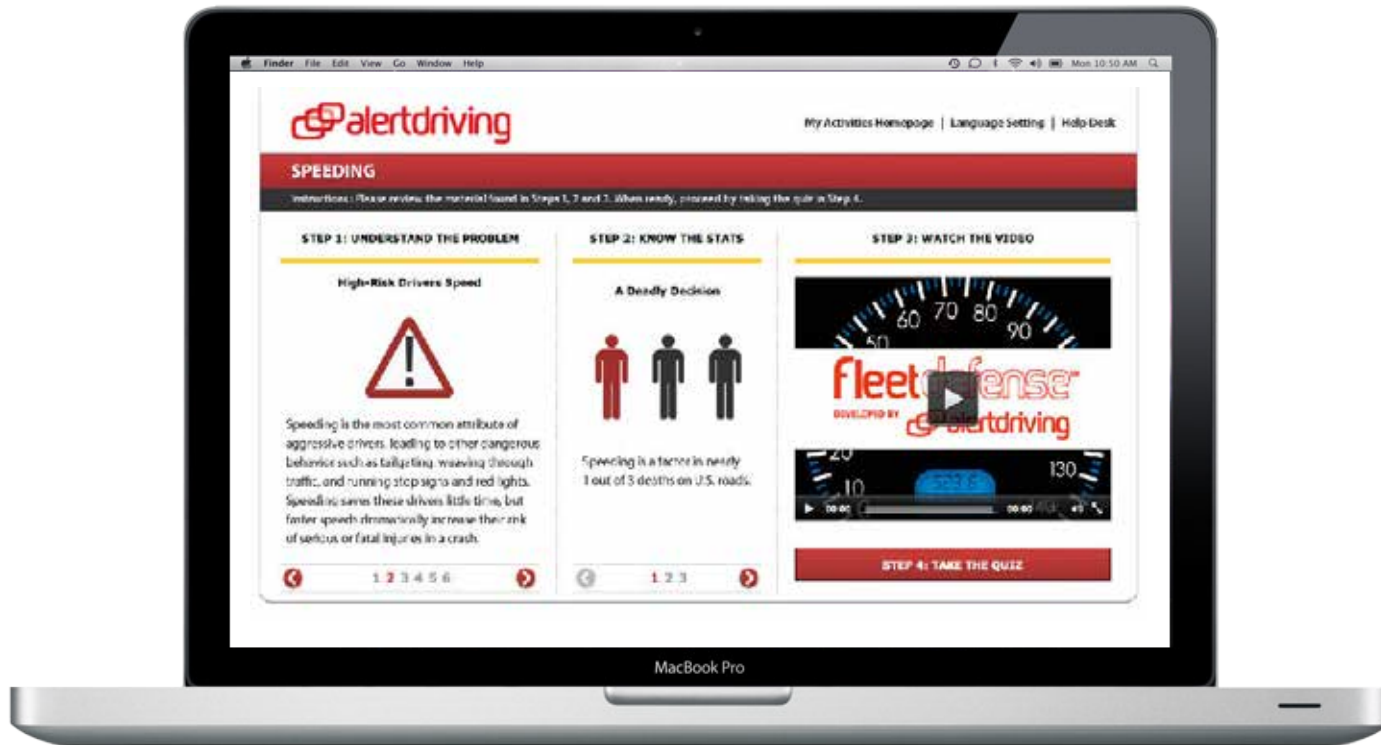 Finder File Edit View Go Window Help
Mon 10:50 AM
alertdriving
My Activities Homepage | Language Setting | Help Desk
SPEEDING
Instructions: Please review the material found in Steps 1, 2 and 3. When ready, proceed by taking the quiz in Step 4.
STEP 1: UNDERSTAND THE PROBLEM
High-Risk Drivers Speed
Speeding is the most common attribute of
aggressive drivers, leading to other dangerous
behavior such as tailgating, weaving through
traffic, and running stop signs and red lights.
Speeding saves these drivers little time, but
faster speeds dramatically increase their risk
of serious or fatal injuries in a crash.
1 2 3 4 5 6
STEP 2: KNOW THE STATS
A Deadly Decision
Speeding is a factor in nearly
1 out of 3 deaths on U.S. roads.
1 2 3
STEP 3: WATCH THE VIDEO
50 60 70 80 90
fleetdefense™
DEVELOPED BY alertdriving
20 130
10
00:00 00:00
STEP 4: TAKE THE QUIZ
MacBook Pro